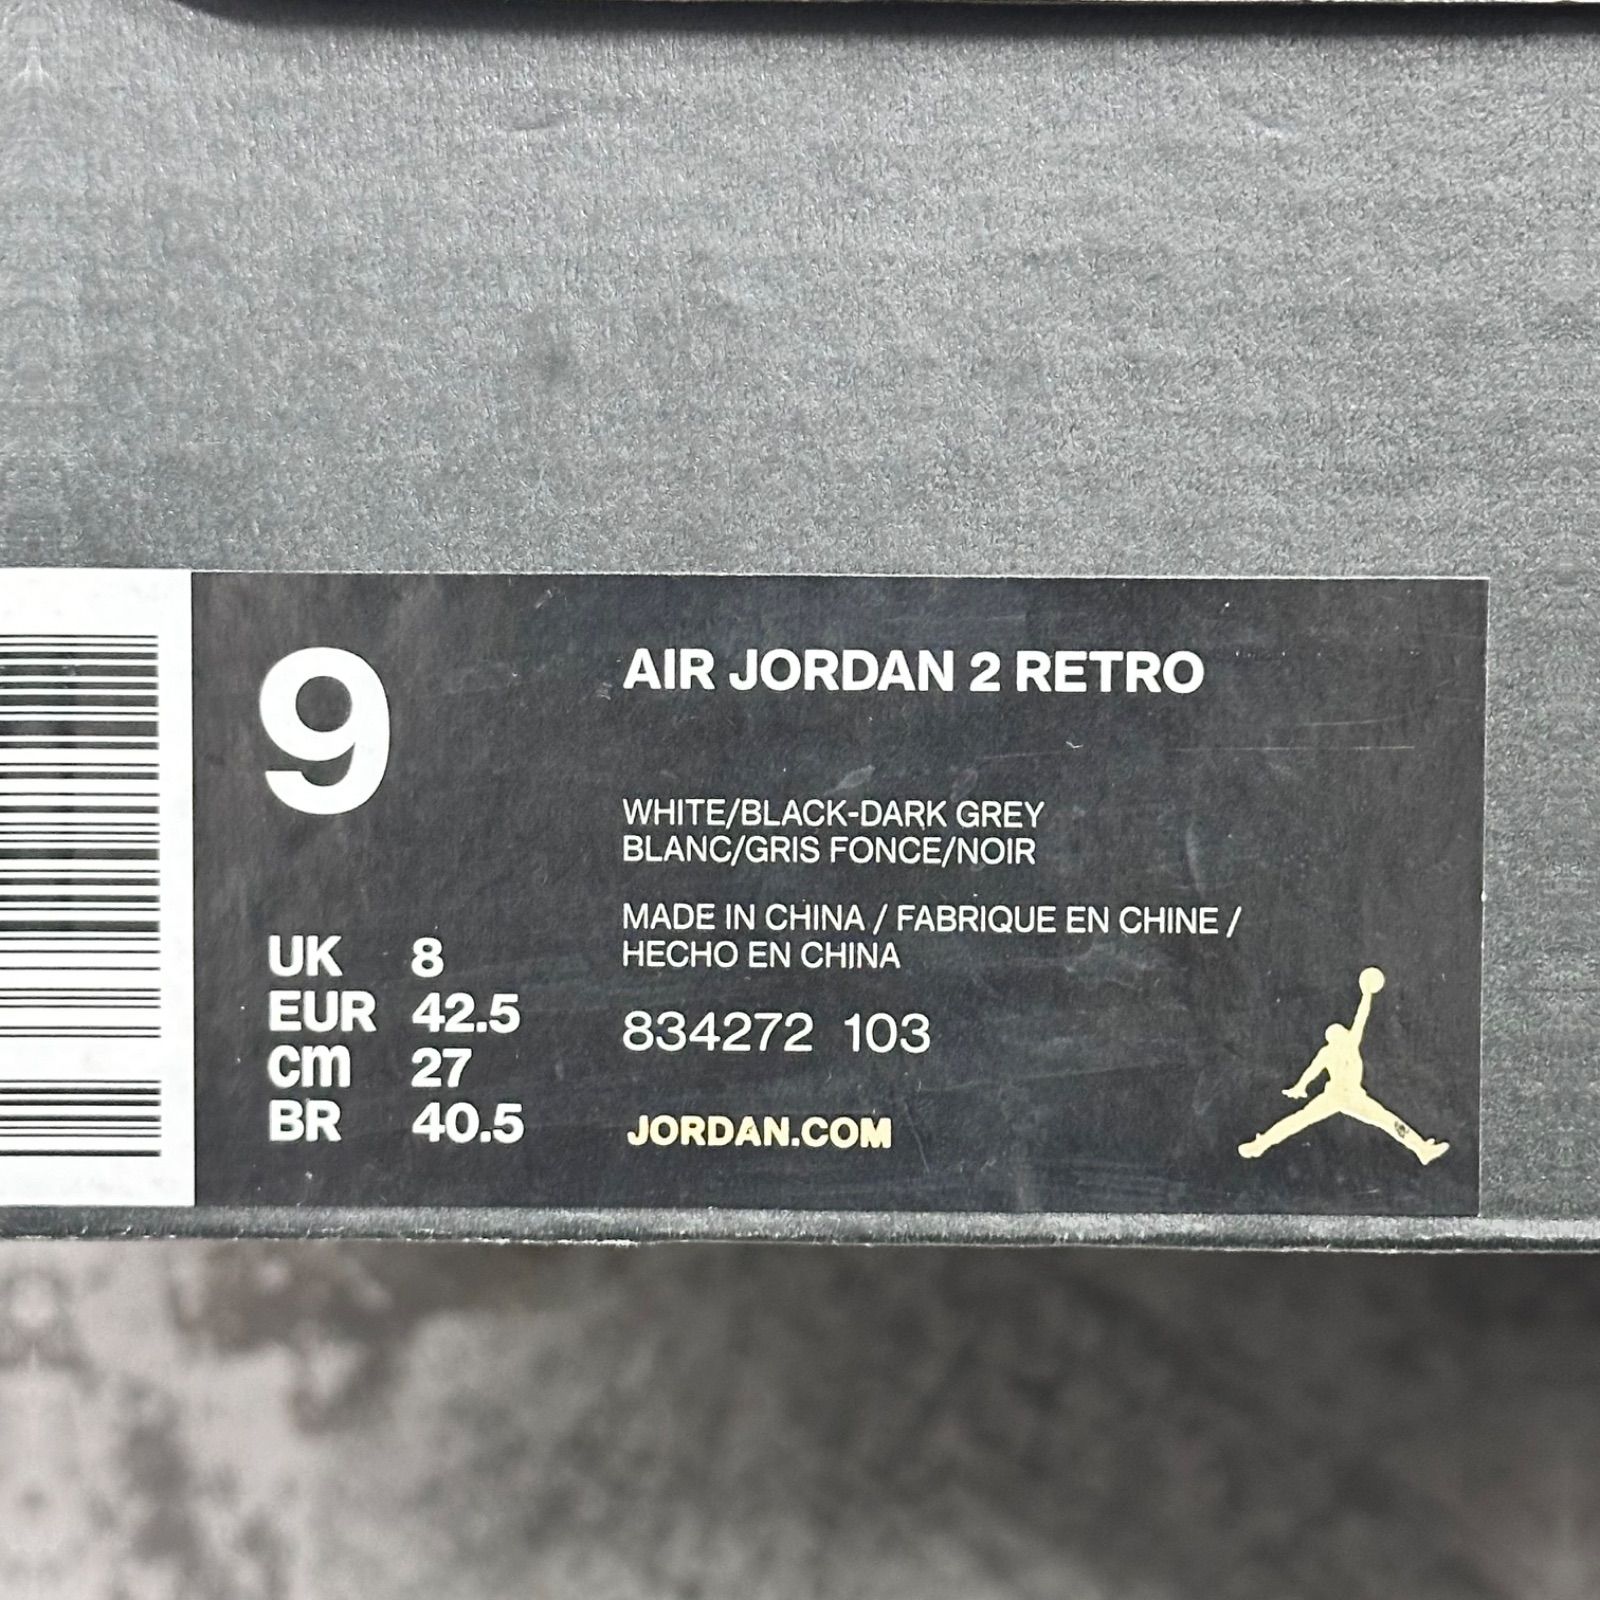 9
AIR JORDAN 2 RETRO
WHITE/BLACK-DARK GREY
BLANC/GRIS FONCE/NOIR
MADE IN CHINA / FABRIQUE EN CHINE /
HECHO EN CHINA
UK 8
EUR 42.5
cm 27
BR 40.5
834272 103
JORDAN.COM